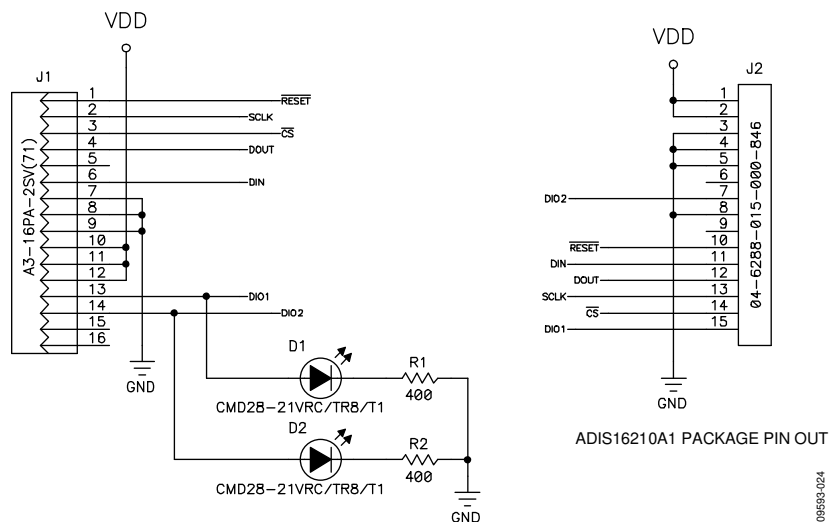 VDD
J1
A3-16PA-2SV(71)
1
RESET
2
SCLK
3
CS
4
DOUT
5
6
DIN
7
8
9
10
11
12
13
DIO1
14
DIO2
15
16
GND
D1
CMD28-21VRC/TR8/T1
R1
400
D2
CMD28-21VRC/TR8/T1
R2
400
GND
VDD
J2
04-6288-015-000-846
1
2
3
4
5
6
DIO2
7
8
9
RESET
10
DIN
11
DOUT
12
SCLK
13
CS
14
DIO1
15
GND
ADIS16210A1 PACKAGE PIN OUT
09593-024